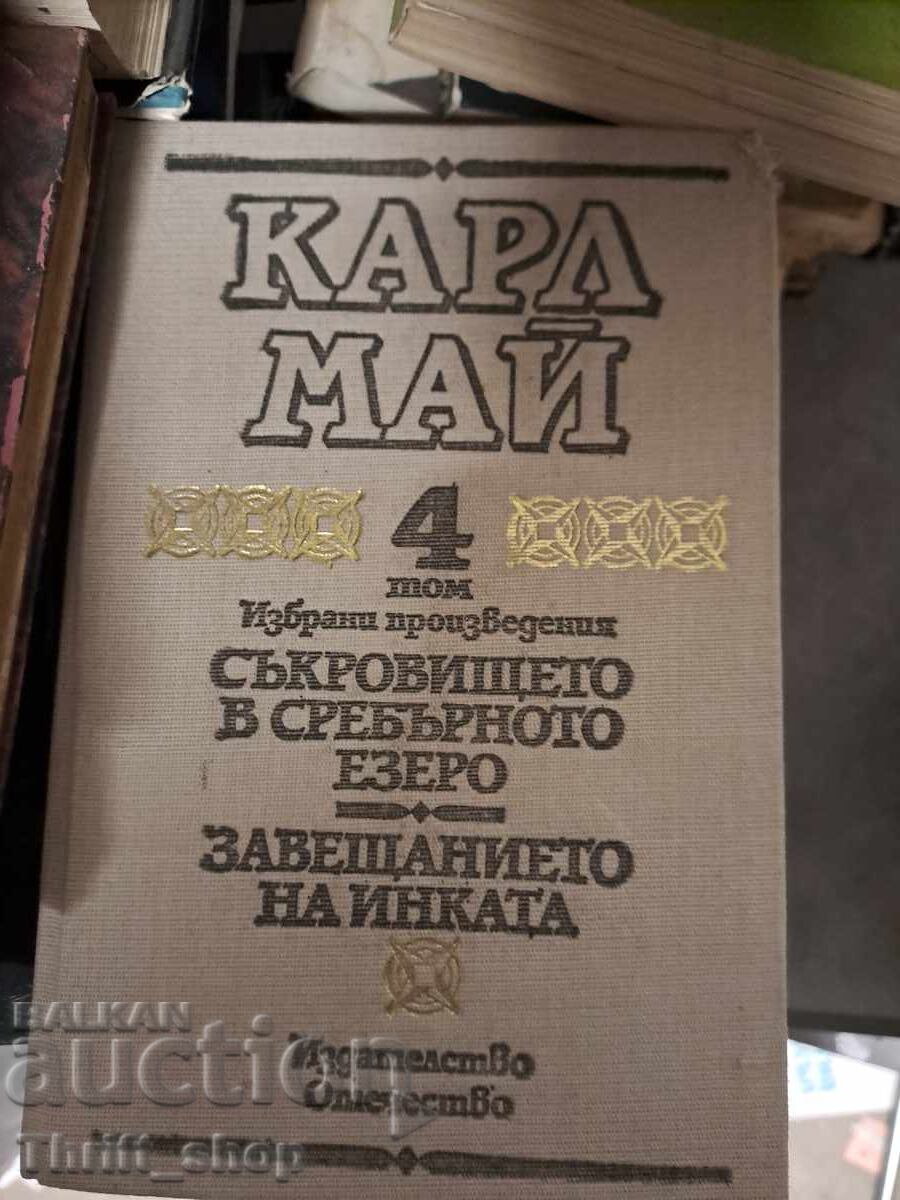 КАРЛ
МАЙ
4
том
Избрани произведения
СЪКРОВИЩЕТО
В СРЕБЪРНОТО
ЕЗЕРО
ЗАВЕЩАНИЕТО
НА ИНКАТА
Издателство
Отечество
BALKAN
auction
Thrift_shop